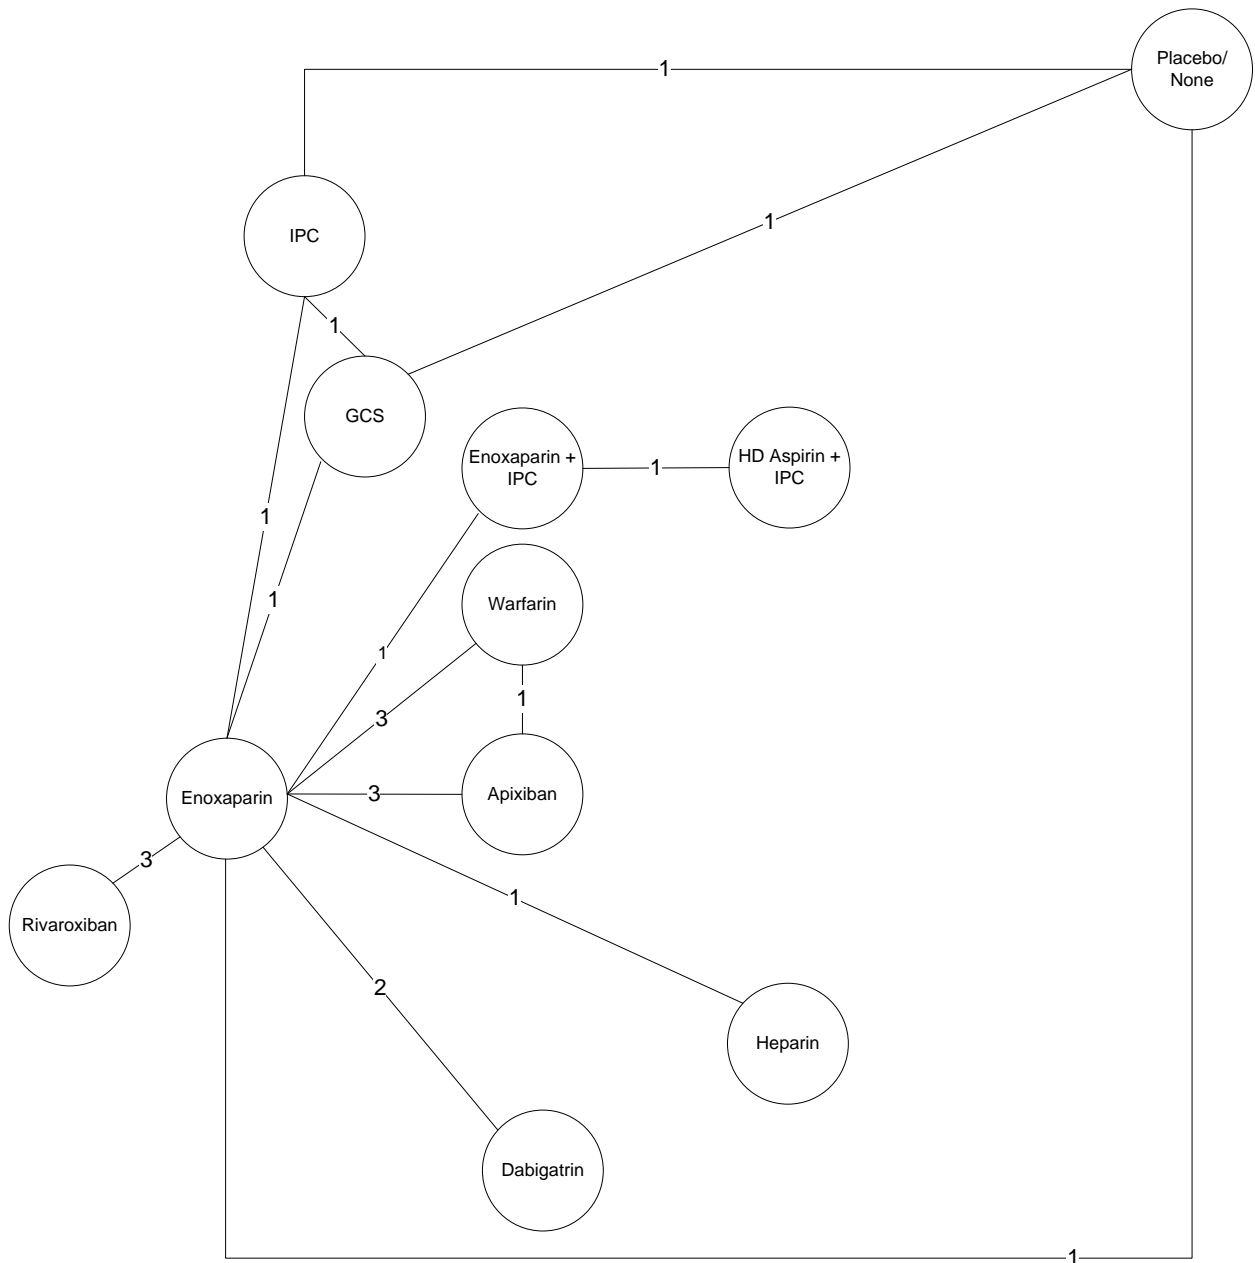 Placebo/
None
1
1
IPC
1
GCS
Enoxaparin +
IPC
1
HD Aspirin +
IPC
1
1
Warfarin
1
1
3
Enoxaparin
3
Apixiban
3
1
Rivaroxiban
2
Heparin
Dabigatrin
1